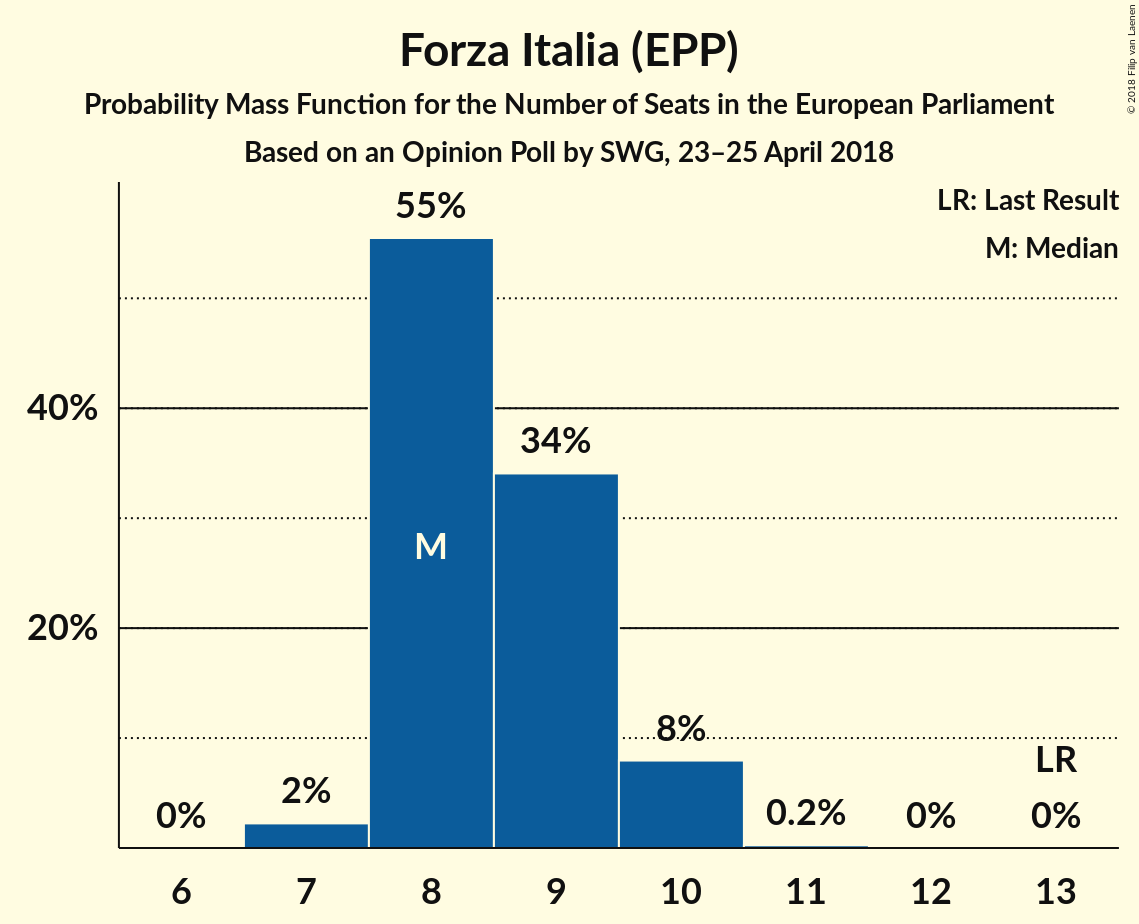 Forza Italia (EPP)
Probability Mass Function for the Number of Seats in the European Parliament
Based on an Opinion Poll by SWG, 23–25 April 2018
© 2018 Filip van Laenen
LR: Last Result
M: Median
55%
40%
34%
M
20%
8%
LR
2%
0%
0.2%
0%
0%
6 7 8 9 10 11 12 13